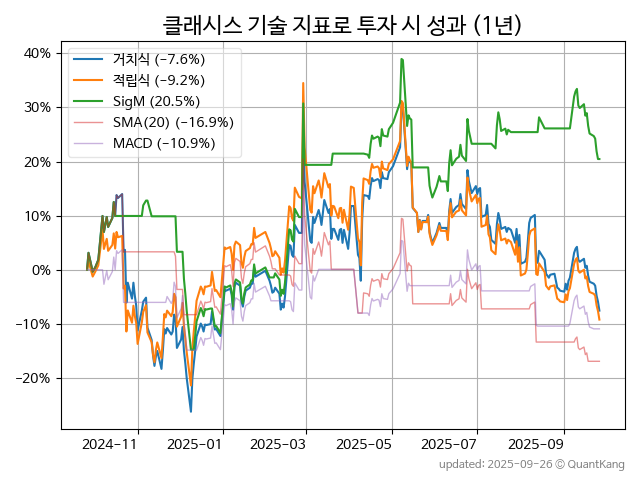 클래시스 기술 지표로 투자 시 성과 (1년)
40%
30%
20%
10%
0%
−10%
−20%
거치식 (−7.6%)
적립식 (−9.2%)
SigM (20.5%)
SMA(20) (−16.9%)
MACD (−10.9%)
2024-11
2025-01
2025-03
2025-05
2025-07
2025-09
updated: 2025-09-26 ⓒ QuantKang